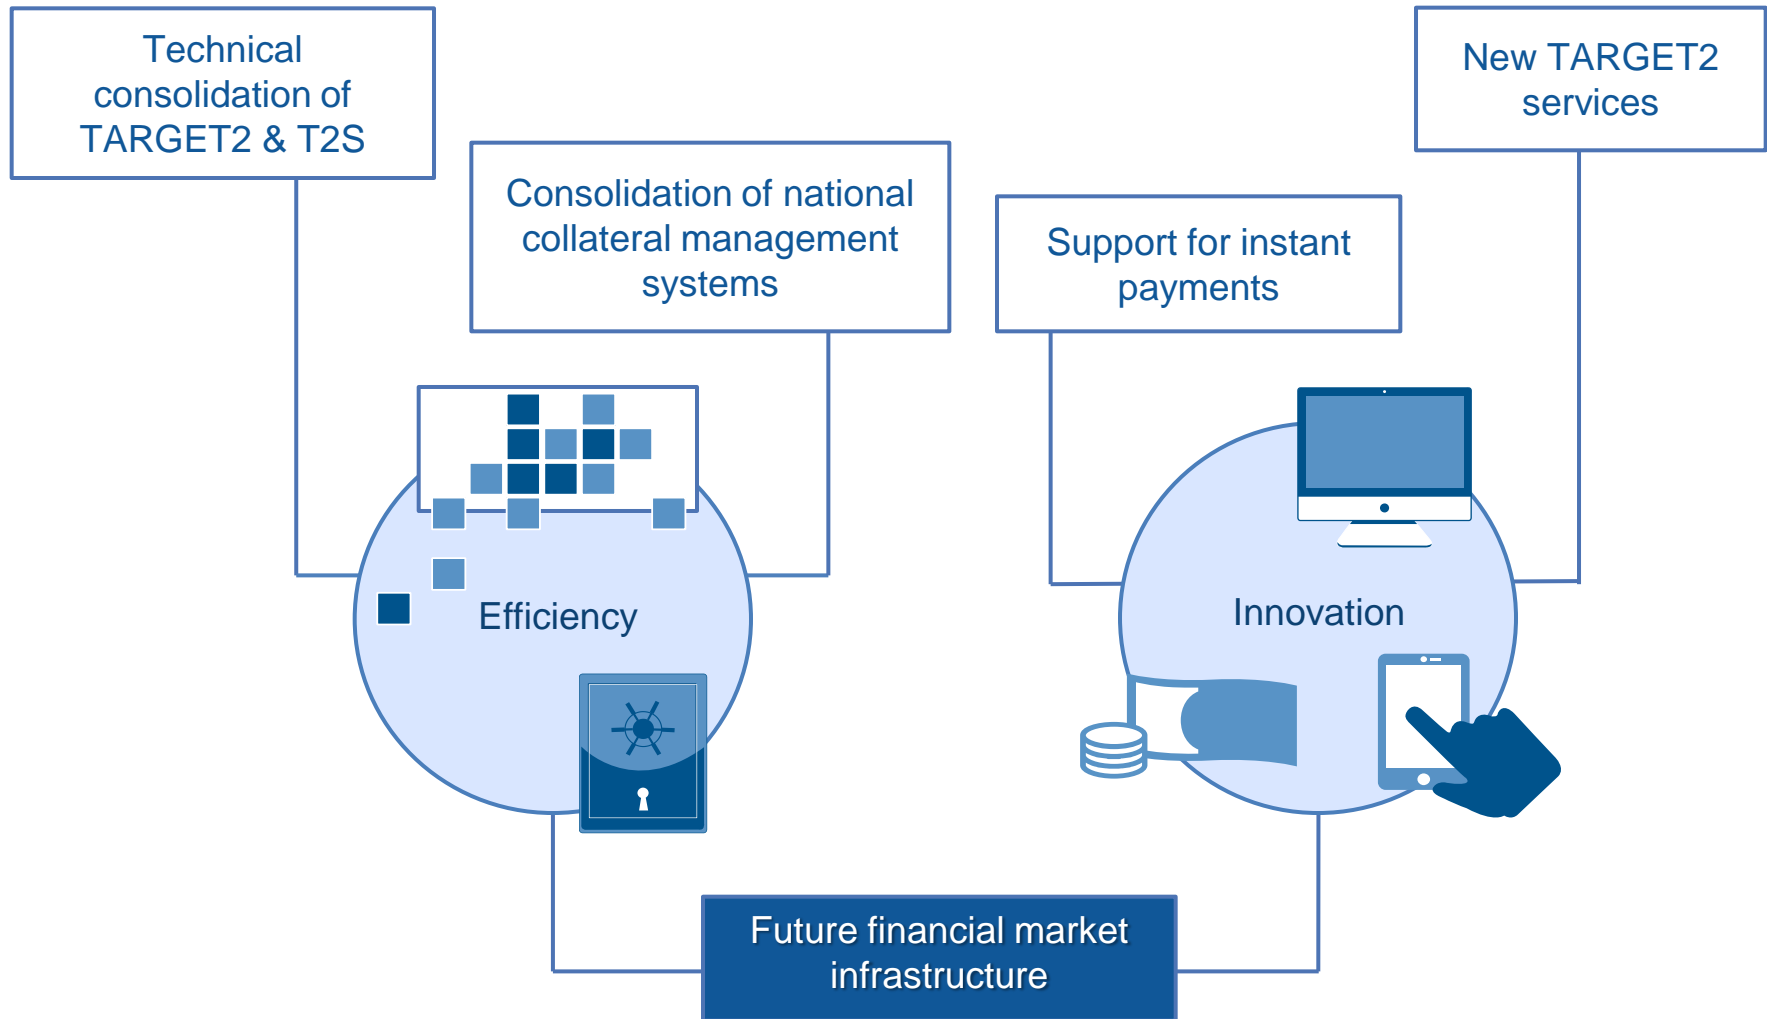 Technical
consolidation of
TARGET2 & T2S
Consolidation of national
collateral management
systems
Support for instant
payments
New TARGET2
services
Efficiency
Innovation
Future financial market
infrastructure